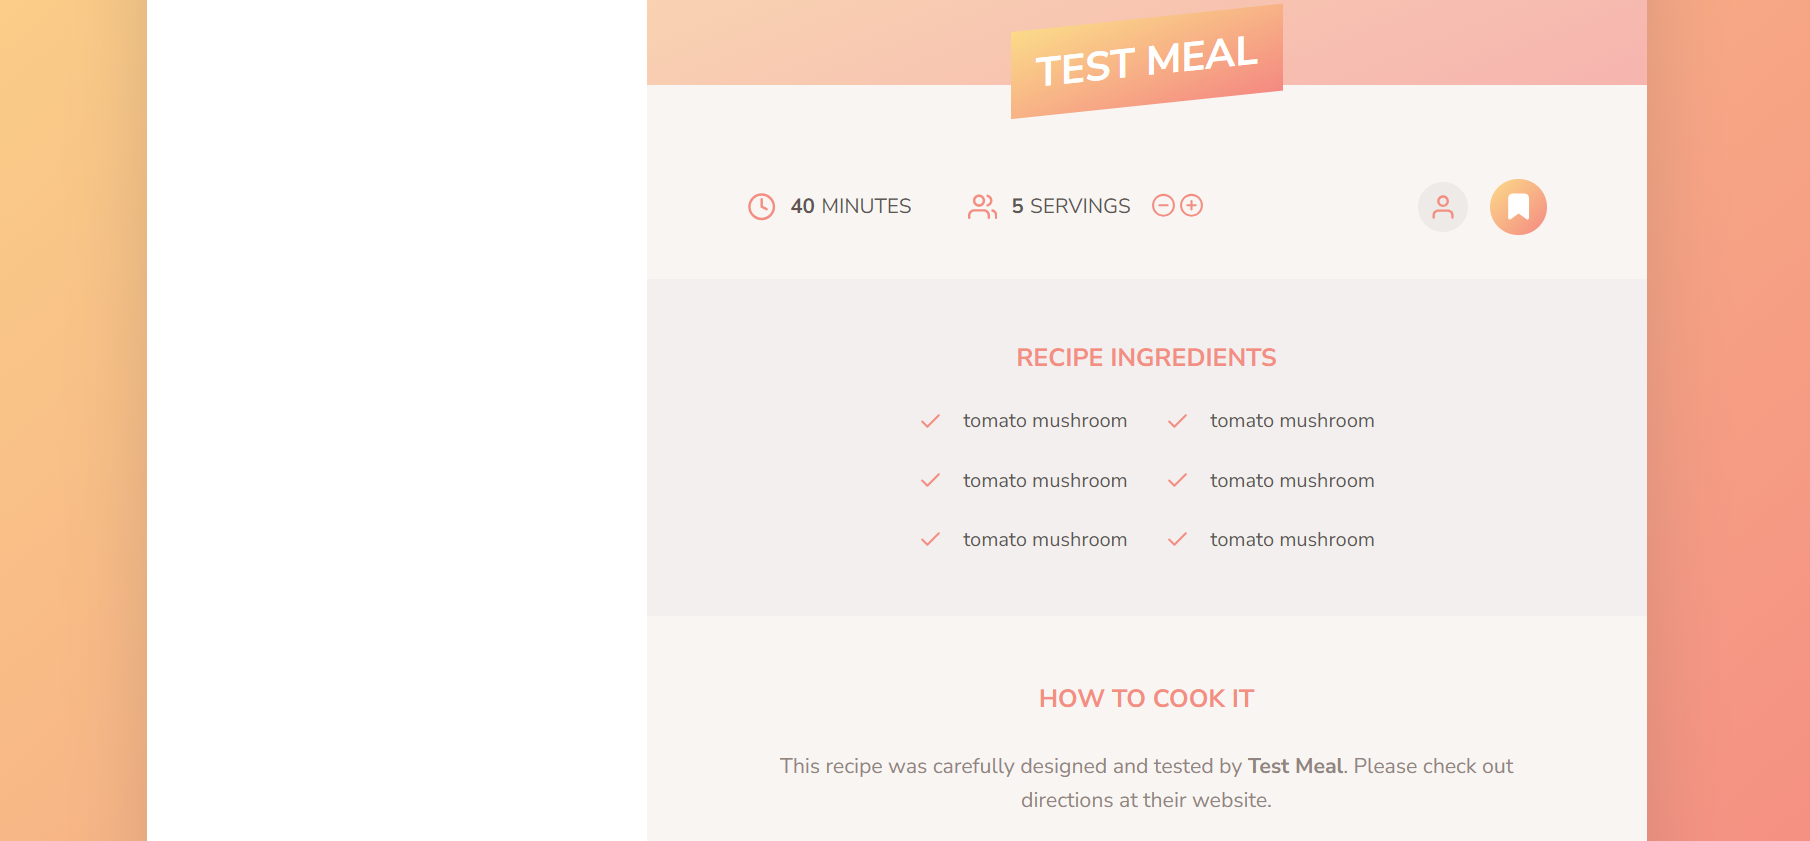 TEST MEAL
40 MINUTES 5 SERVINGS
RECIPE INGREDIENTS
tomato mushroom tomato mushroom
tomato mushroom tomato mushroom
tomato mushroom tomato mushroom
HOW TO COOK IT
This recipe was carefully designed and tested by Test Meal. Please check out
directions at their website.